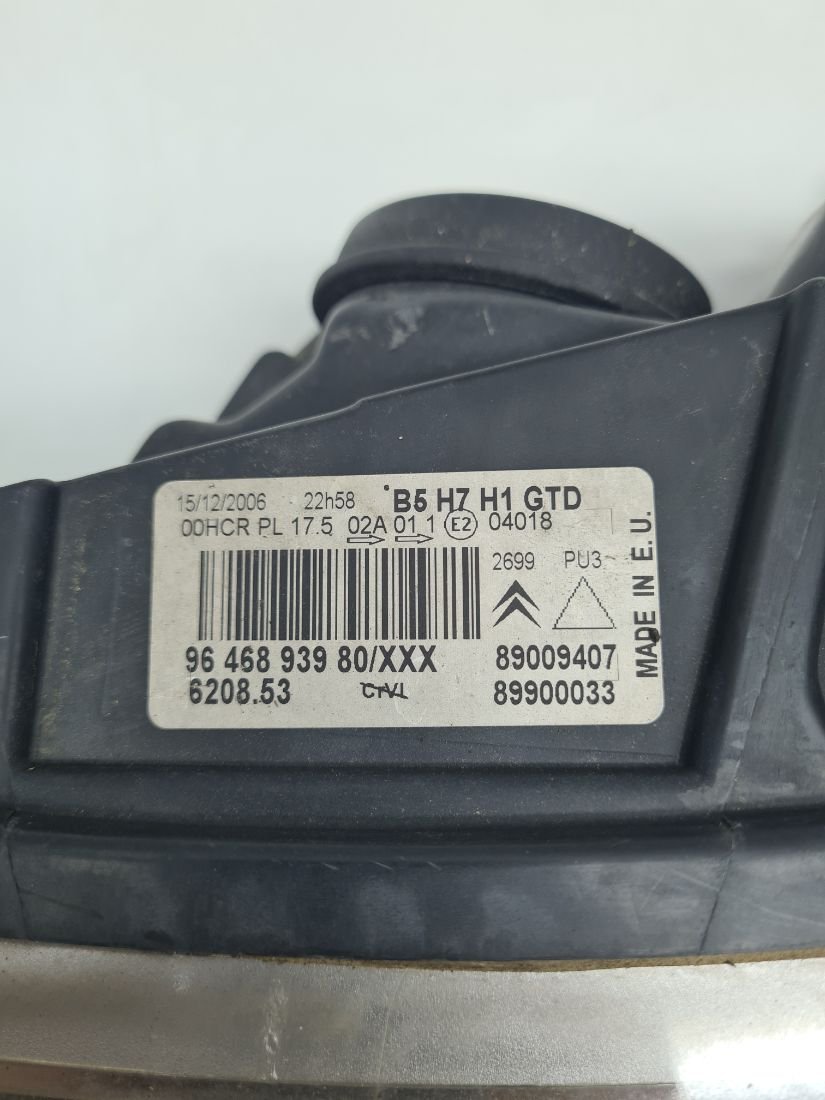 15/12/2006 22h58 B5 H7 H1 GTD
00HCR PL 17.5 02A 01 1 E2 04018
2699 PU3
96 468 939 80/XXX 89009407
6208.53 89900033
MADE IN E.U.